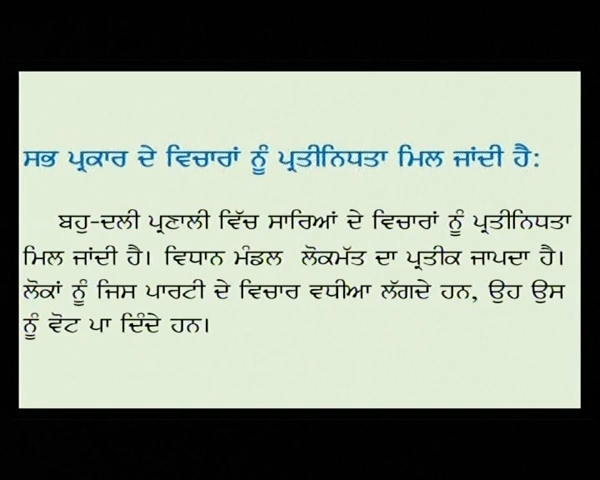 ਸਭ ਪ੍ਰਕਾਰ ਦੇ ਵਿਚਾਰਾਂ ਨੂੰ ਪ੍ਰਤੀਨਿਧਤਾ ਮਿਲ ਜਾਂਦੀ ਹੈ:
ਬਹੁ-ਦਲੀ ਪ੍ਰਣਾਲੀ ਵਿੱਚ ਸਾਰਿਆਂ ਦੇ ਵਿਚਾਰਾਂ ਨੂੰ ਪ੍ਰਤੀਨਿਧਤਾ
ਮਿਲ ਜਾਂਦੀ ਹੈ। ਵਿਧਾਨ ਮੰਡਲ ਲੋਕਮੱਤ ਦਾ ਪ੍ਰਤੀਕ ਜਾਪਦਾ ਹੈ।
ਲੋਕਾਂ ਨੂੰ ਜਿਸ ਪਾਰਟੀ ਦੇ ਵਿਚਾਰ ਵਧੀਆ ਲੱਗਦੇ ਹਨ, ਉਹ ਉਸ
ਨੂੰ ਵੋਟ ਪਾ ਦਿੰਦੇ ਹਨ।